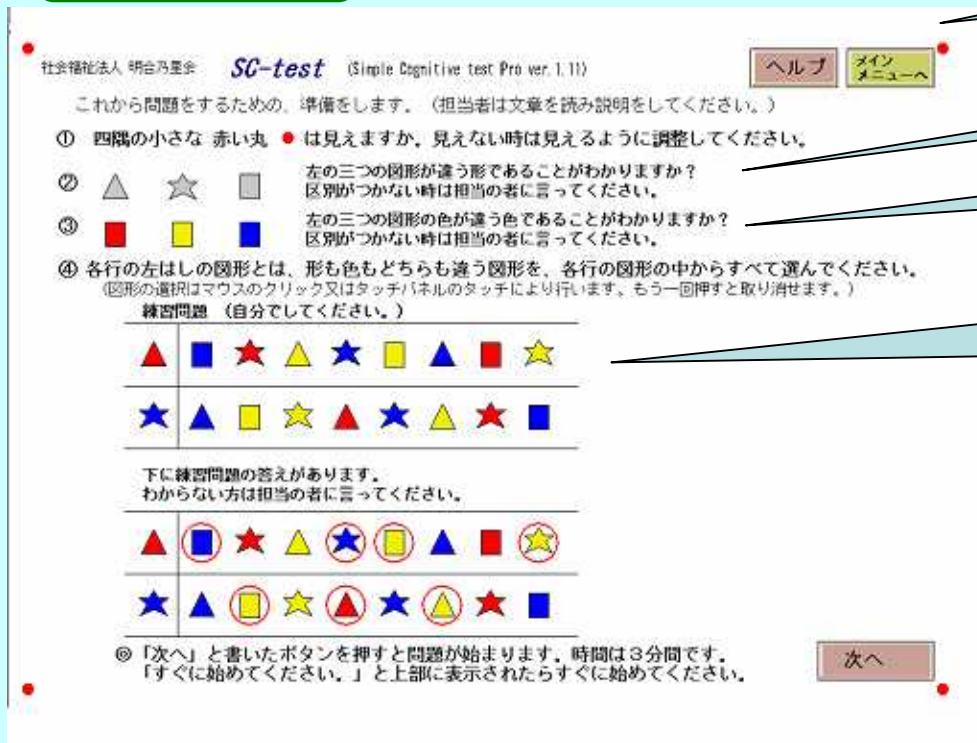 社会福祉法人 明合乃里会 SC-test (Simple Cognitive test Pro ver.1.11)
ヘルプ
メイン
メニューへ
これから問題をするための、準備をします。（担当者は文章を読み説明をしてください。）
① 四隅の小さな 赤い丸 ● は見えますか。見えない時は見えるように調整してください。
② 左の三つの図形が違う形であることがわかりますか？
区別がつかない時は担当の者に言ってください。
③ 左の三つの図形の色が違う色であることがわかりますか？
区別がつかない時は担当の者に言ってください。
④ 各行の左はしの図形とは、形も色もどちらも違う図形を、各行の図形の中からすべて選んでください。
（図形の選択はマウスのクリック又はタッチパネルのタッチにより行います。もう一回押すと取り消せます。）
練習問題 （自分でしてください。）
下に練習問題の答えがあります。
わからない方は担当の者に言ってください。
◎「次へ」と書いたボタンを押すと問題が始まります。時間は３分間です。
「すぐに始めてください。」と上部に表示されたらすぐに始めてください。
次へ